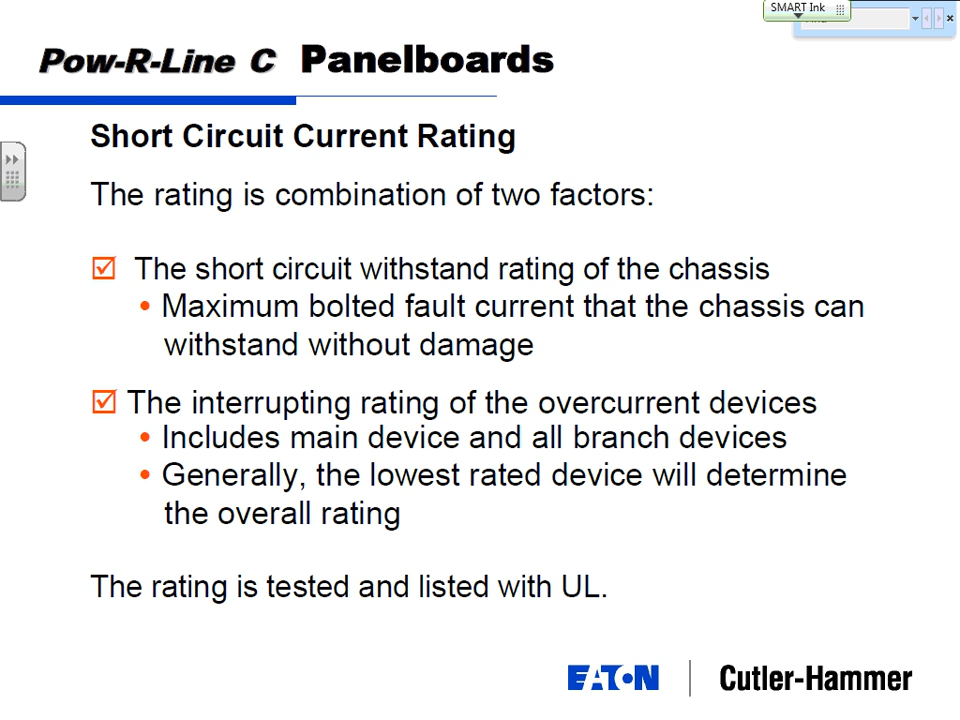 SMART Ink
Pow-R-Line C Panelboards
Short Circuit Current Rating
The rating is combination of two factors:
The short circuit withstand rating of the chassis
• Maximum bolted fault current that the chassis can
withstand without damage
The interrupting rating of the overcurrent devices
• Includes main device and all branch devices
• Generally, the lowest rated device will determine
the overall rating
The rating is tested and listed with UL.
EATON | Cutler-Hammer